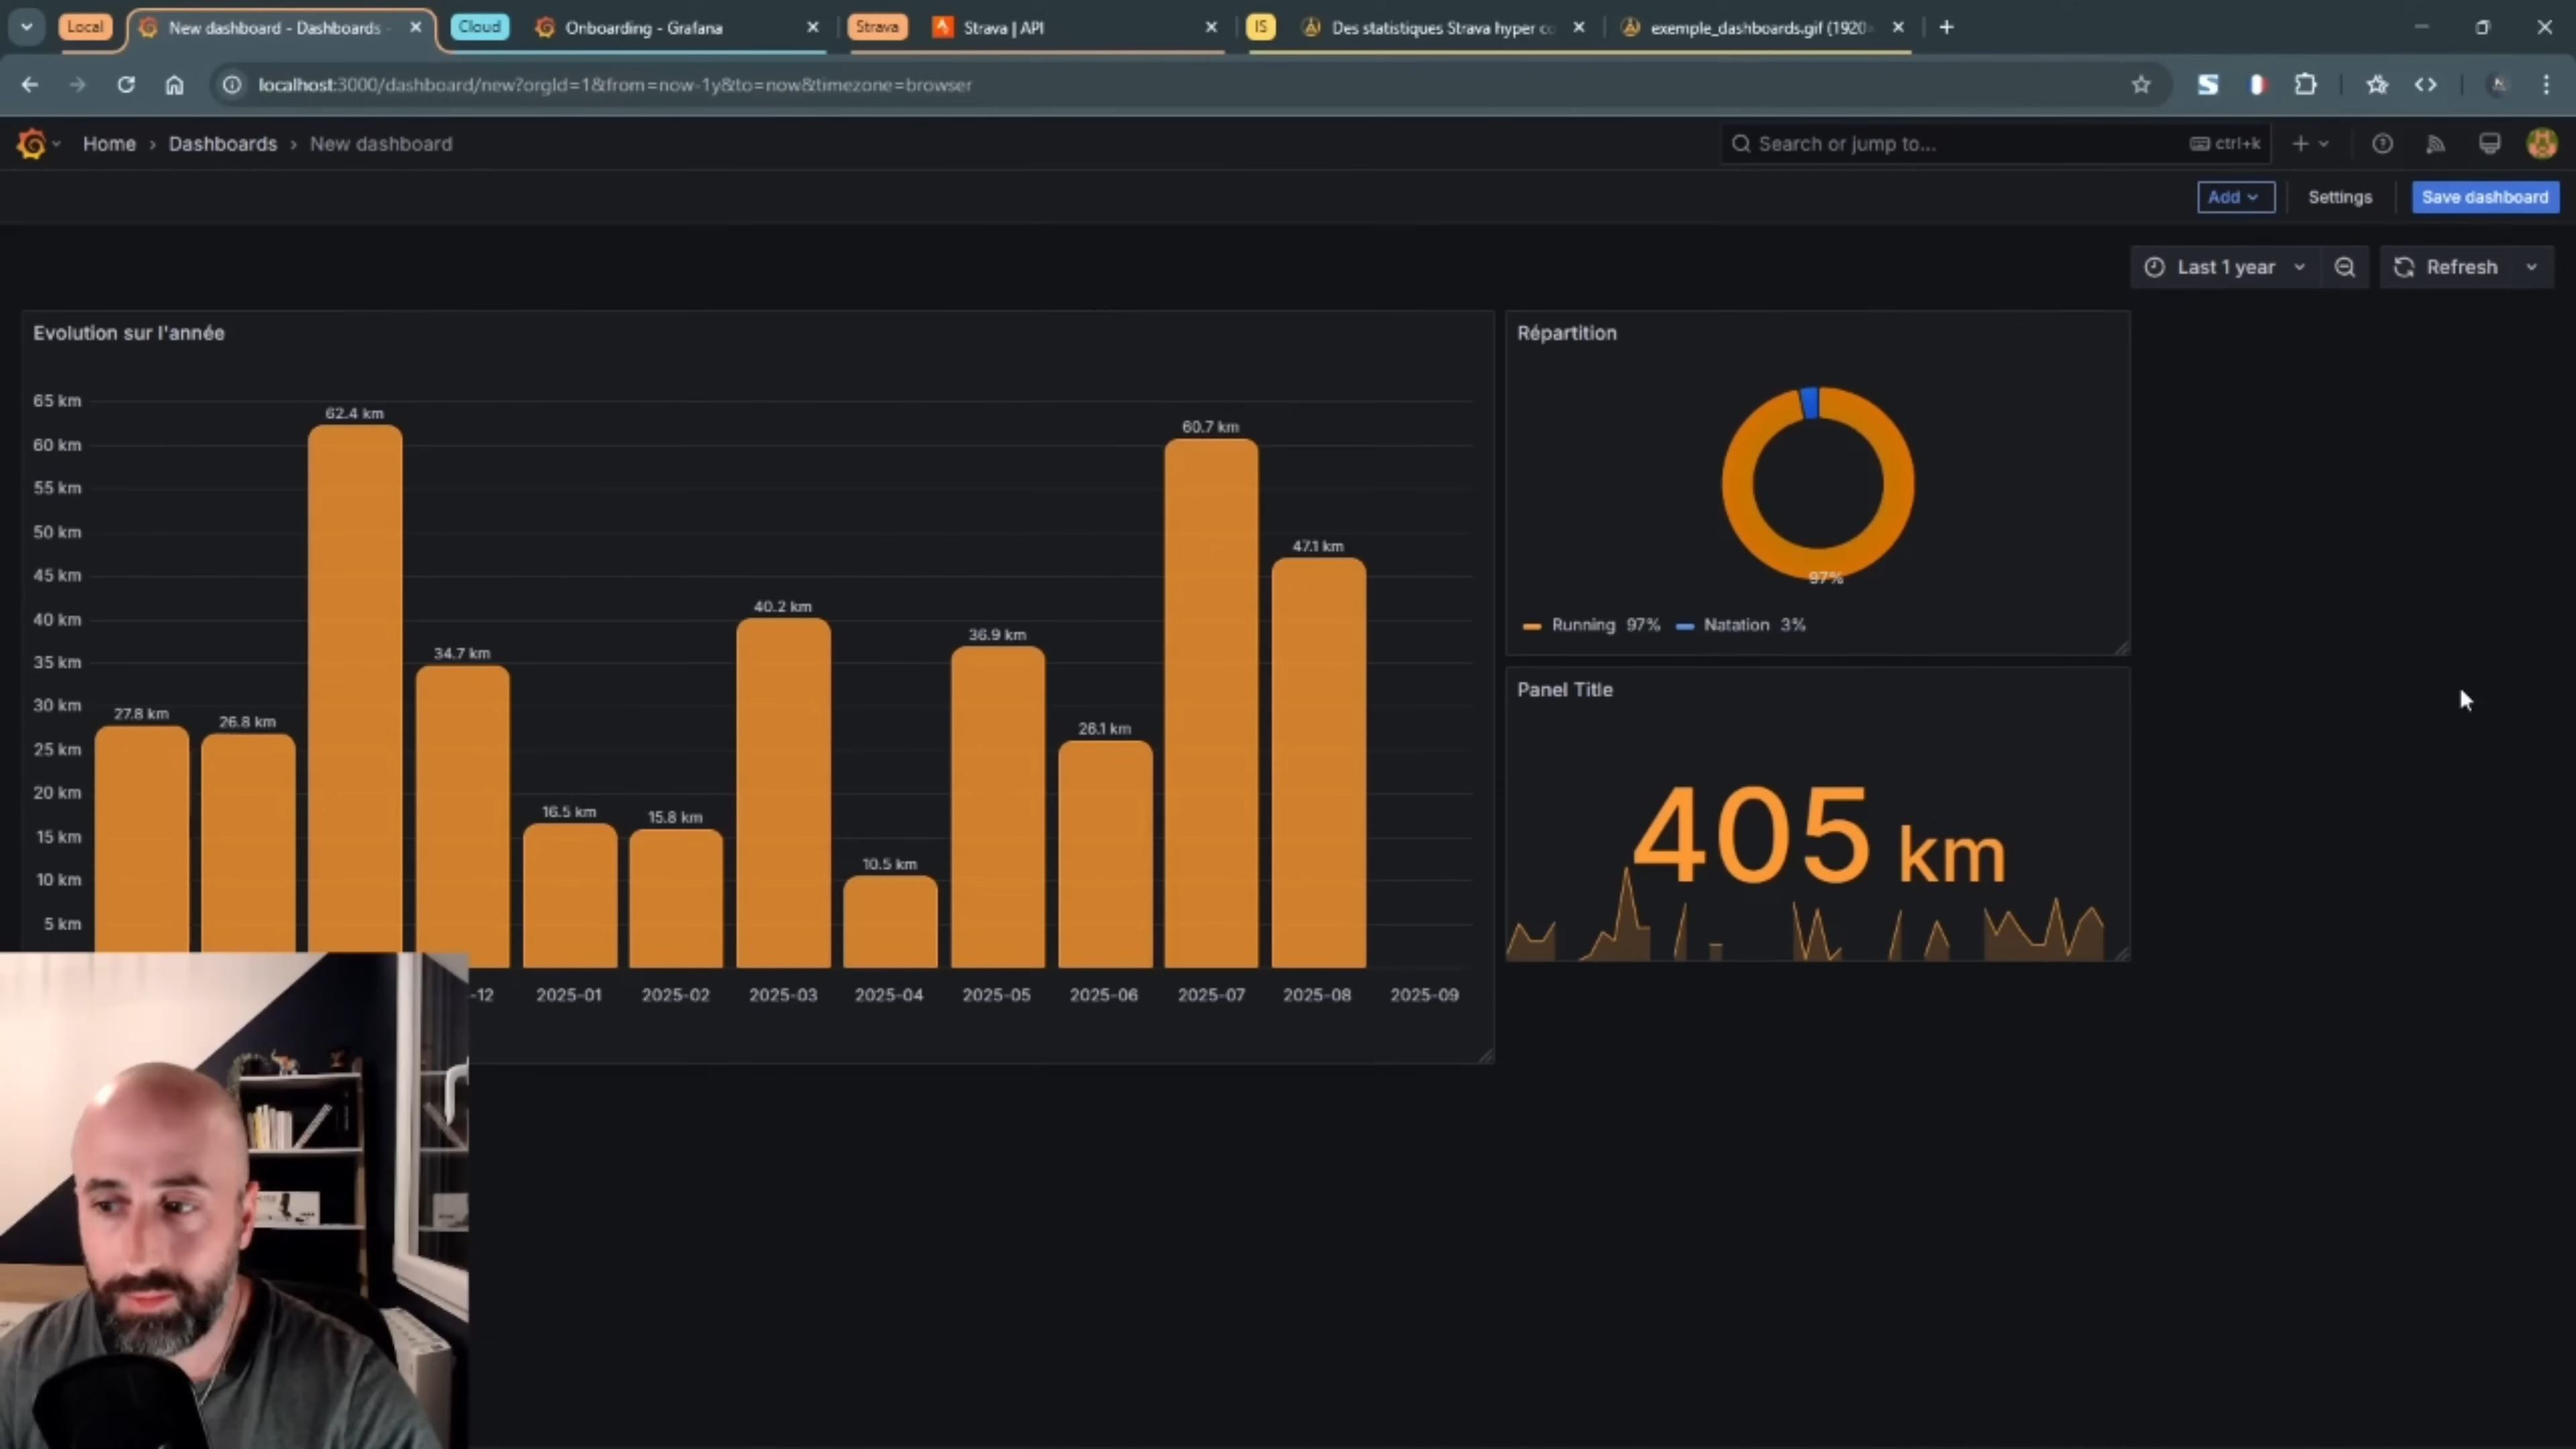 Local
New dashboard - Dashboards -
Cloud
Onboarding - Grafana
Strava
Strava | API
IS
Des statistiques Strava hyper co
exemple_dashboards.gif (1920×
localhost:3000/dashboard/new?orgId=1&from=now-1y&to=now&timezone=browser
Home › Dashboards › New dashboard
Search or jump to...
ctrl+k
Add
Settings
Save dashboard
Last 1 year
Refresh
Evolution sur l'année
65 km
60 km
55 km
50 km
45 km
40 km
35 km
30 km
25 km
20 km
15 km
10 km
5 km
27.8 km
26.8 km
62.4 km
34.7 km
16.5 km
15.8 km
40.2 km
10.5 km
36.9 km
26.1 km
60.7 km
47.1 km
-12
2025-01
2025-02
2025-03
2025-04
2025-05
2025-06
2025-07
2025-08
2025-09
Répartition
97%
Running 97%
Natation 3%
Panel Title
405 km